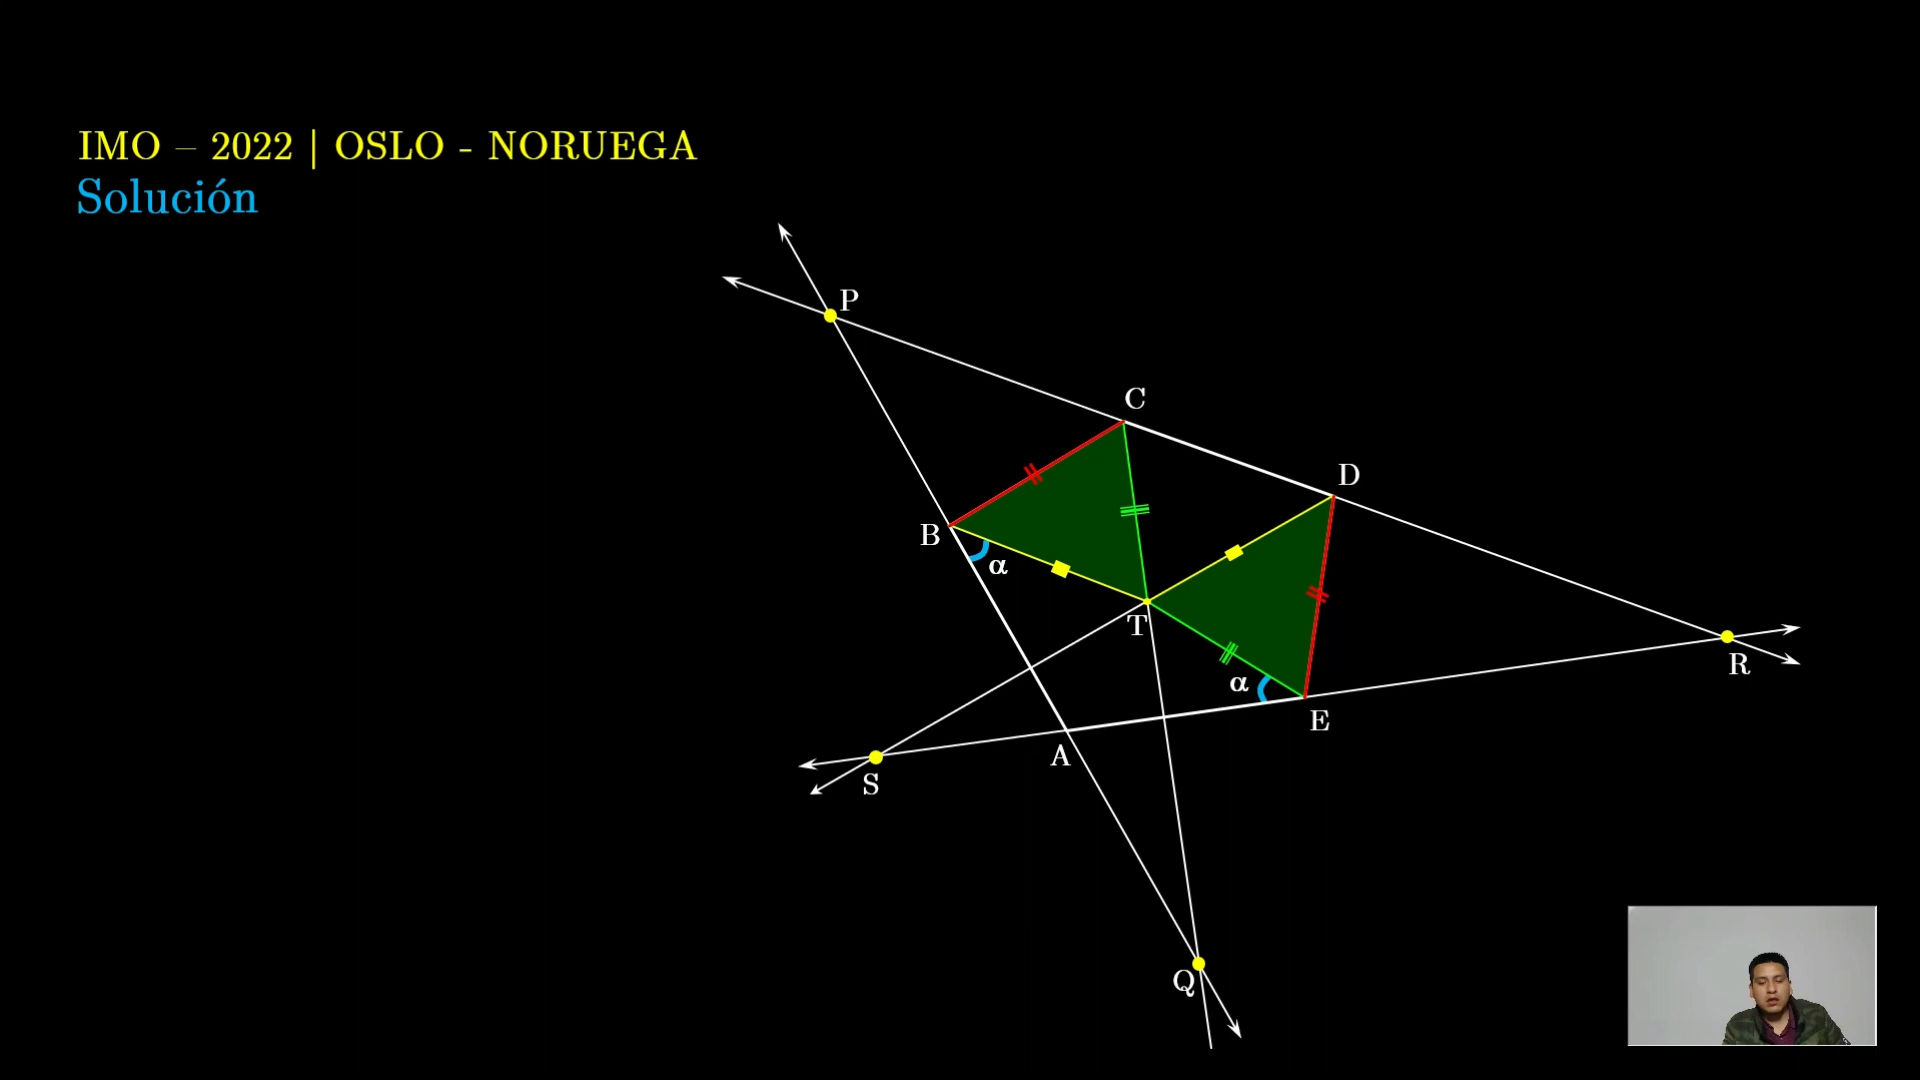 IMO – 2022 | OSLO - NORUEGA
Solución
P
C
D
B
α
T
α
R
E
A
S
Q